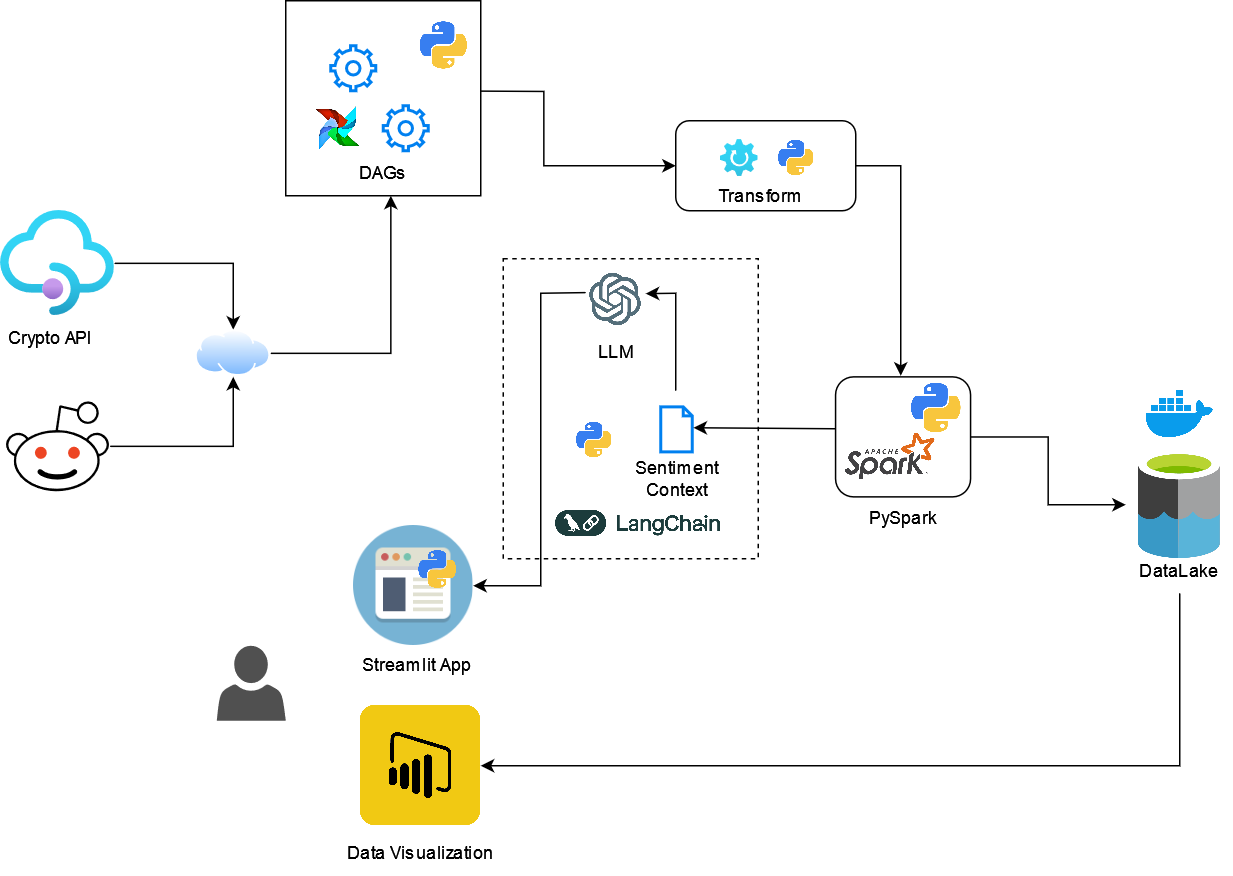 DAGs
Transform
Crypto API
LLM
Sentiment
Context
LangChain
APACHE
Spark
PySpark
DataLake
Streamlit App
Data Visualization